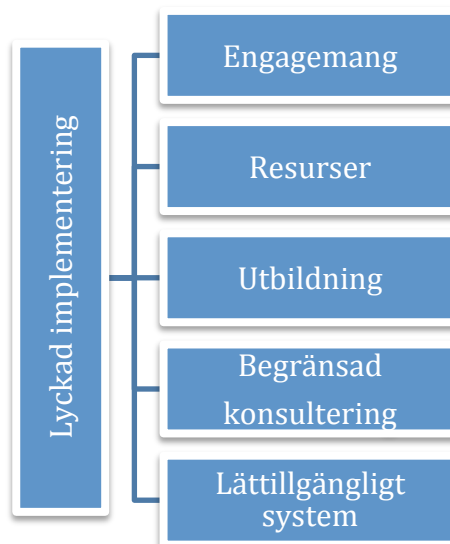 Lyckad implementering
Engagemang
Resurser
Utbildning
Begränsad
konsultering
Lättillgängligt
system